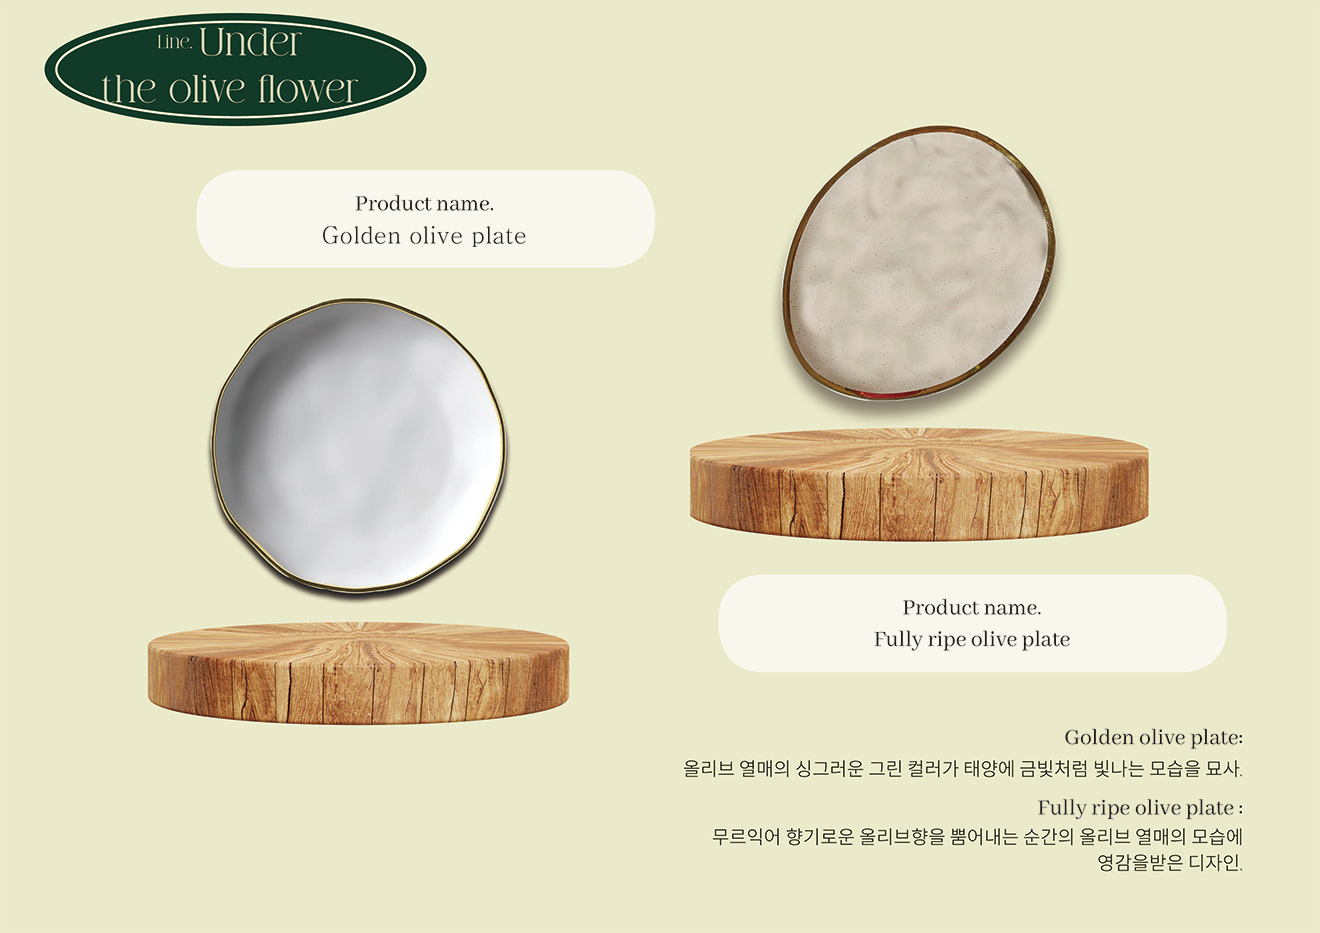 Line. Under
the olive flower
Product name.
Golden olive plate
Product name.
Fully ripe olive plate
Golden olive plate:
올리브 열매의 싱그러운 그린 컬러가 태양에 금빛처럼 빛나는 모습을 묘사.
Fully ripe olive plate :
무르익어 향기로운 올리브향을 뿜어내는 순간의 올리브 열매의 모습에
영감을받은 디자인.